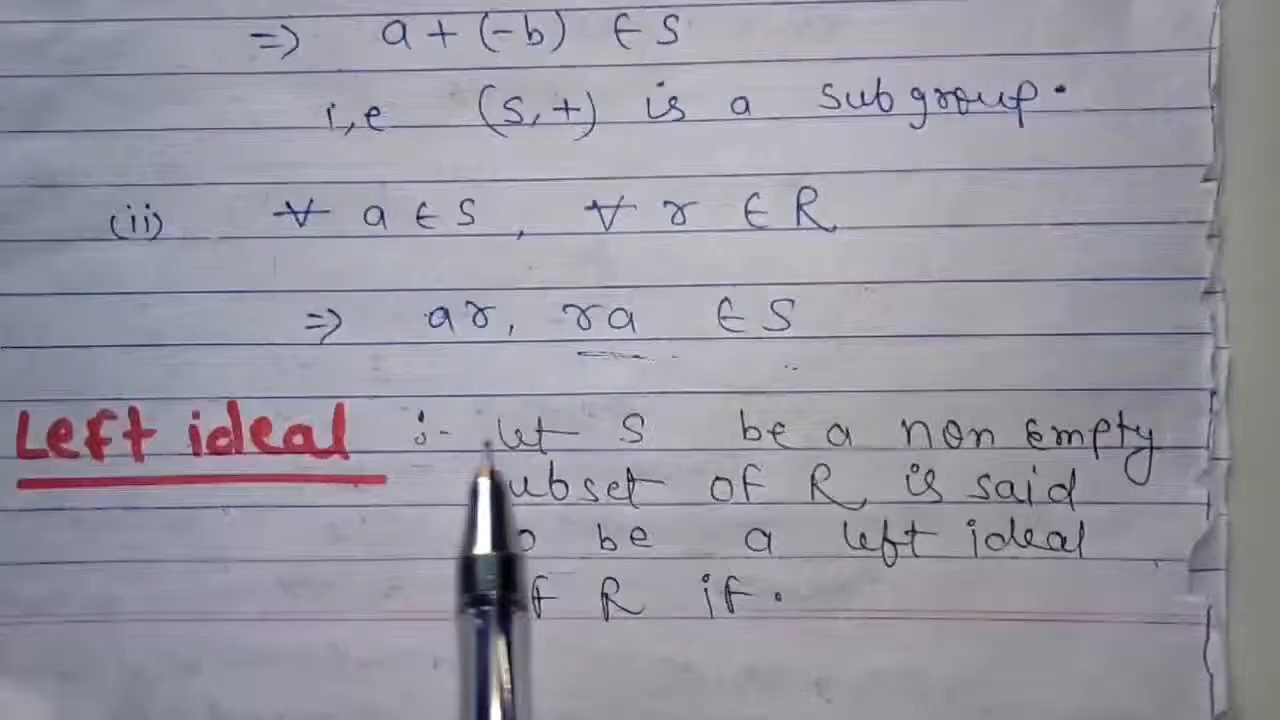 => a + (-b) ∈ S
i,e (S, +) is a subgroup.
(ii) ∀ a ∈ S, ∀ r ∈ R
=> ar, ra ∈ S
Left ideal :- let S be a non empty
ubset of R is said
be a left ideal
R if.